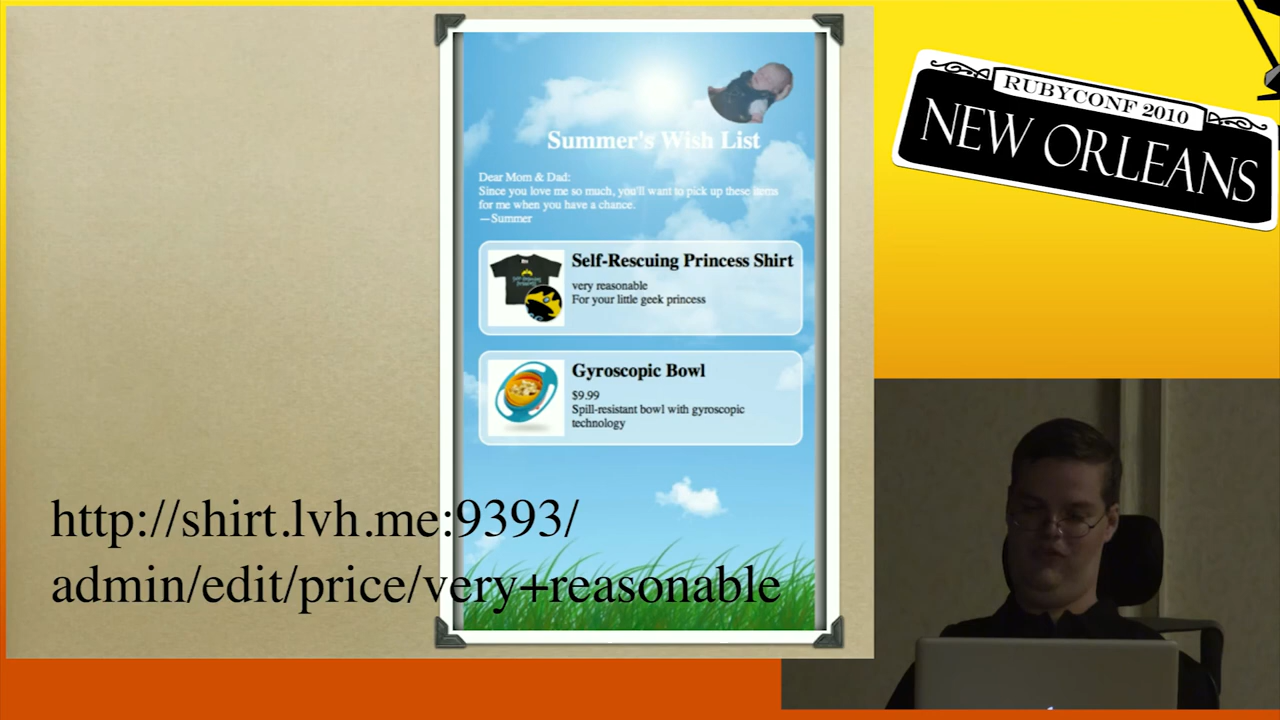 RUBYCONF 2010
NEW ORLEANS
Summer's Wish List
Dear Mom & Dad:
Since you love me so much, you'll want to pick up these items
for me when you have a chance.
—Summer
Self-Rescuing Princess Shirt
very reasonable
For your little geek princess
Gyroscopic Bowl
$9.99
Spill-resistant bowl with gyroscopic
technology
http://shirt.lvh.me:9393/
admin/edit/price/very+reasonable